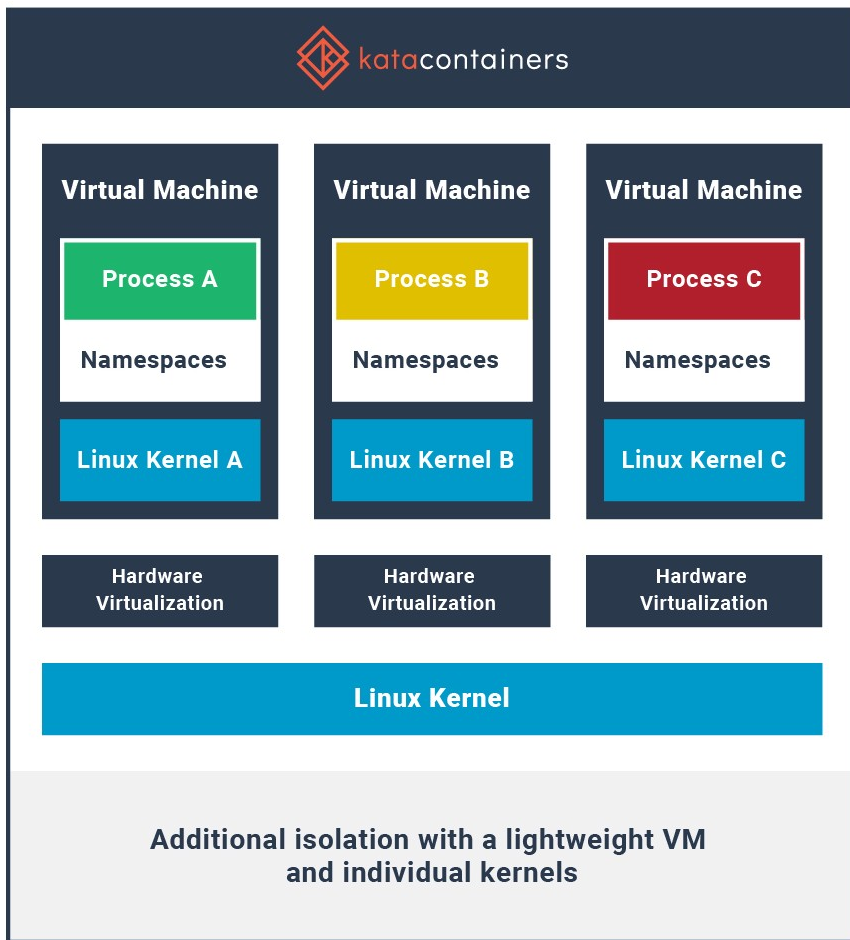 katacontainers
Virtual Machine
Process A
Namespaces
Linux Kernel A
Virtual Machine
Process B
Namespaces
Linux Kernel B
Virtual Machine
Process C
Namespaces
Linux Kernel C
Hardware
Virtualization
Hardware
Virtualization
Hardware
Virtualization
Linux Kernel
Additional isolation with a lightweight VM
and individual kernels